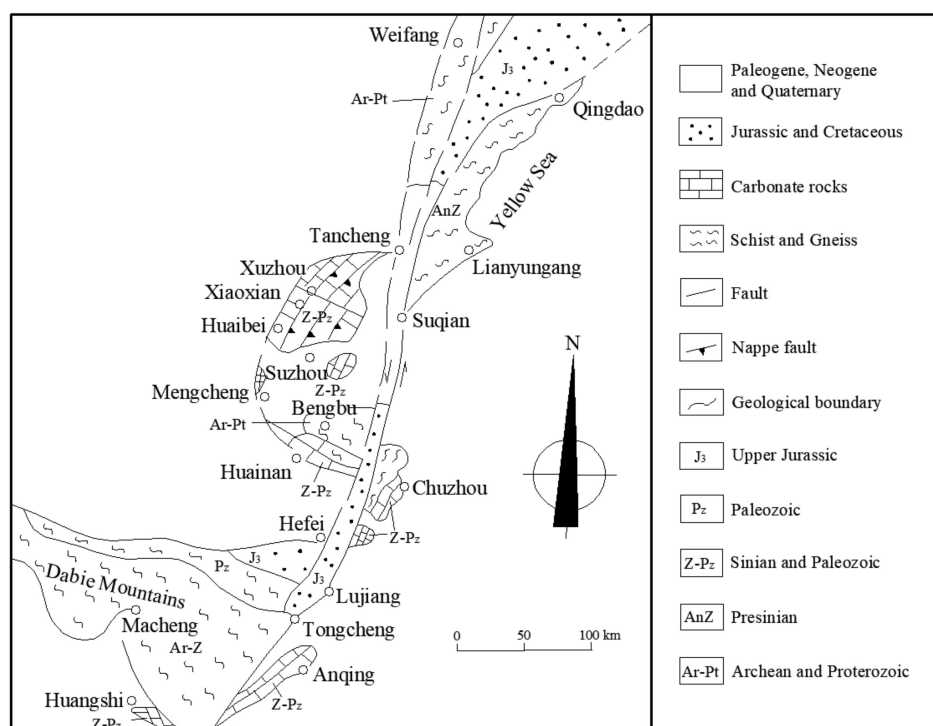 Weifang
J3
Ar-Pt
Qingdao
Yellow Sea
AnZ
Tancheng
Lianyungang
Xuzhou
Xiaoxian
Z-Pz
Huaibei
Suqian
N
Suzhou
Z-Pz
Mengcheng
Bengbu
Ar-Pt
Huainan
Z-Pz
Chuzhou
Z-Pz
Hefei
J3
Pz
J3
Dabie Mountains
Lujiang
Macheng
Tongcheng
Ar-Z
0 50 100 km
Anqing
Z-Pz
Huangshi
Z-Pz
Paleogene, Neogene
and Quaternary
Jurassic and Cretaceous
Carbonate rocks
Schist and Gneiss
Fault
Nappe fault
Geological boundary
J3 Upper Jurassic
Pz Paleozoic
Z-Pz Sinian and Paleozoic
AnZ Presinian
Ar-Pt Archean and Proterozoic